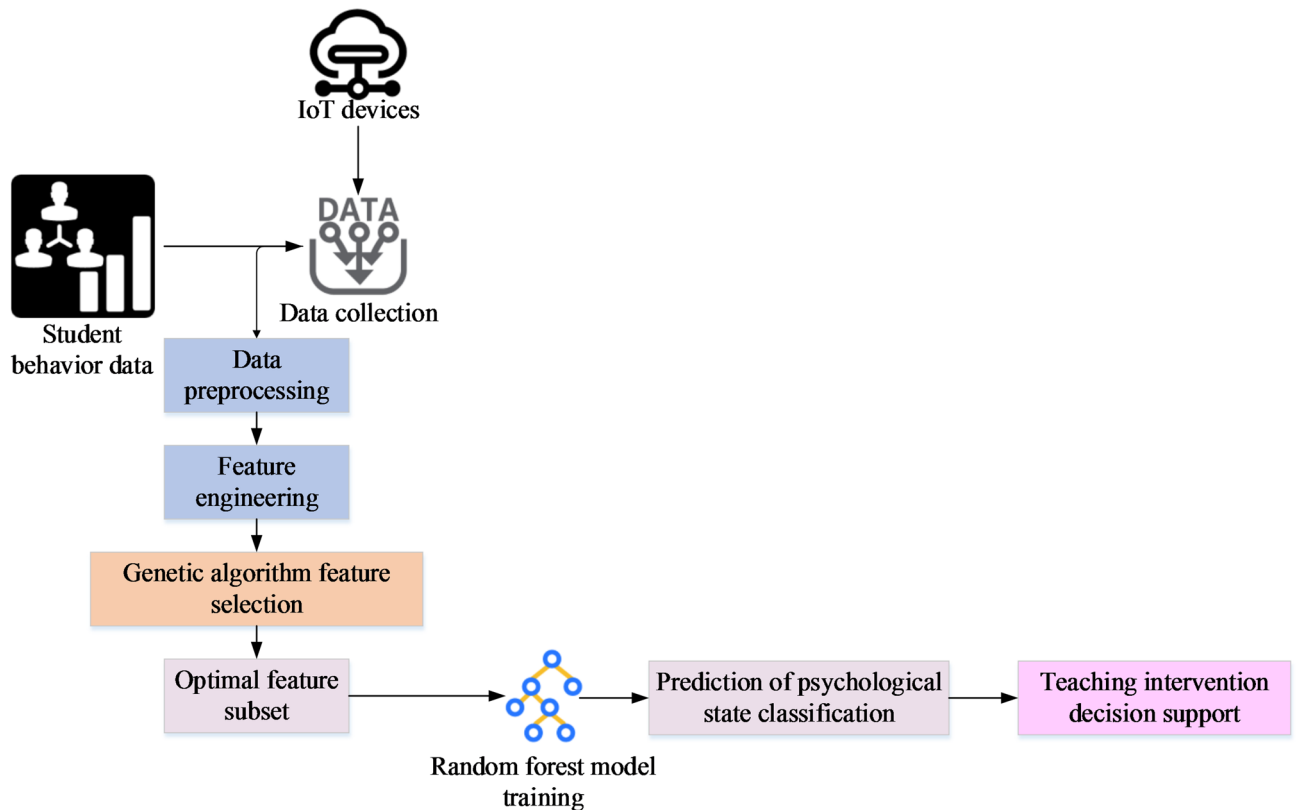 IoT devices
DATA
Data collection
Student
behavior data
Data
preprocessing
Feature
engineering
Genetic algorithm feature
selection
Optimal feature
subset
Random forest model
training
Prediction of psychological
state classification
Teaching intervention
decision support